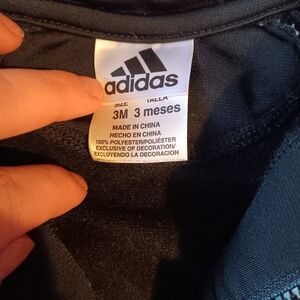 adidas
SIZE TALLA
3M 3 meses
MADE IN CHINA
HECHO EN CHINA
100% POLYESTER/POLIÉSTER
EXCLUSIVE OF DECORATION/
EXCLUYENDO LA DECORACION